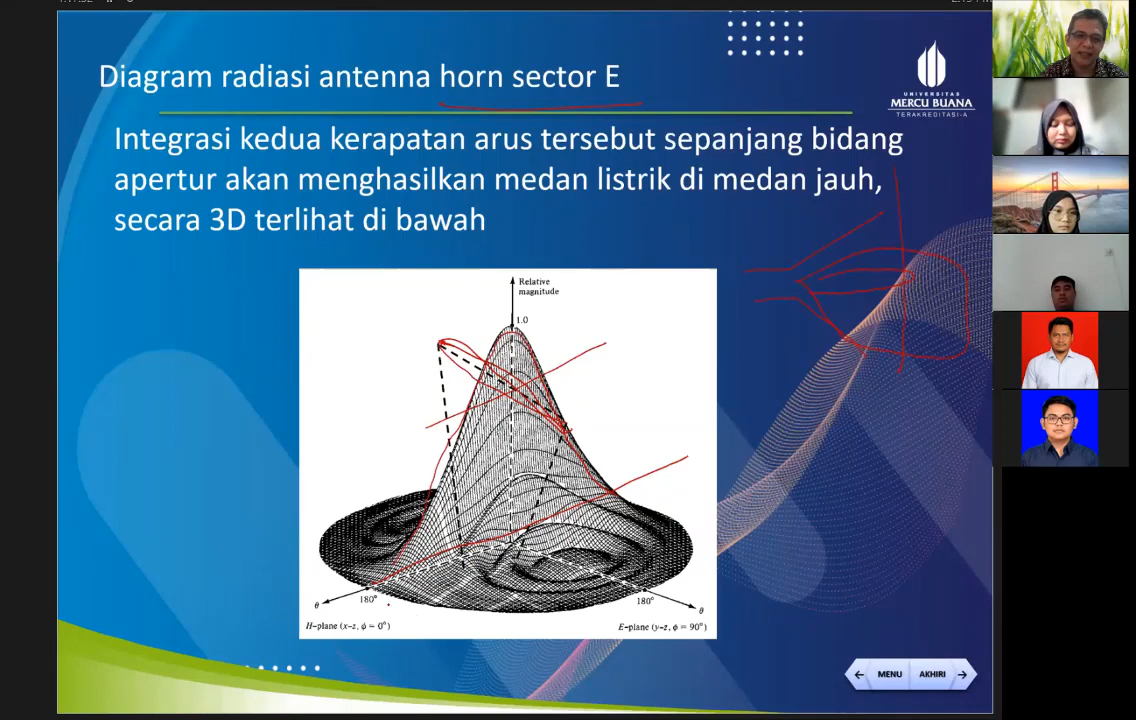 Diagram radiasi antenna horn sector E
UNIVERSITAS
MERCU BUANA
TERAKREDITASI-A
Integrasi kedua kerapatan arus tersebut sepanjang bidang
apertur akan menghasilkan medan listrik di medan jauh,
secara 3D terlihat di bawah
Relative
magnitude
1.0
θ
180°
180°
θ
H-plane (x-z, φ = 0°)
E-plane (y-z, φ = 90°)
MENU
AKHIRI